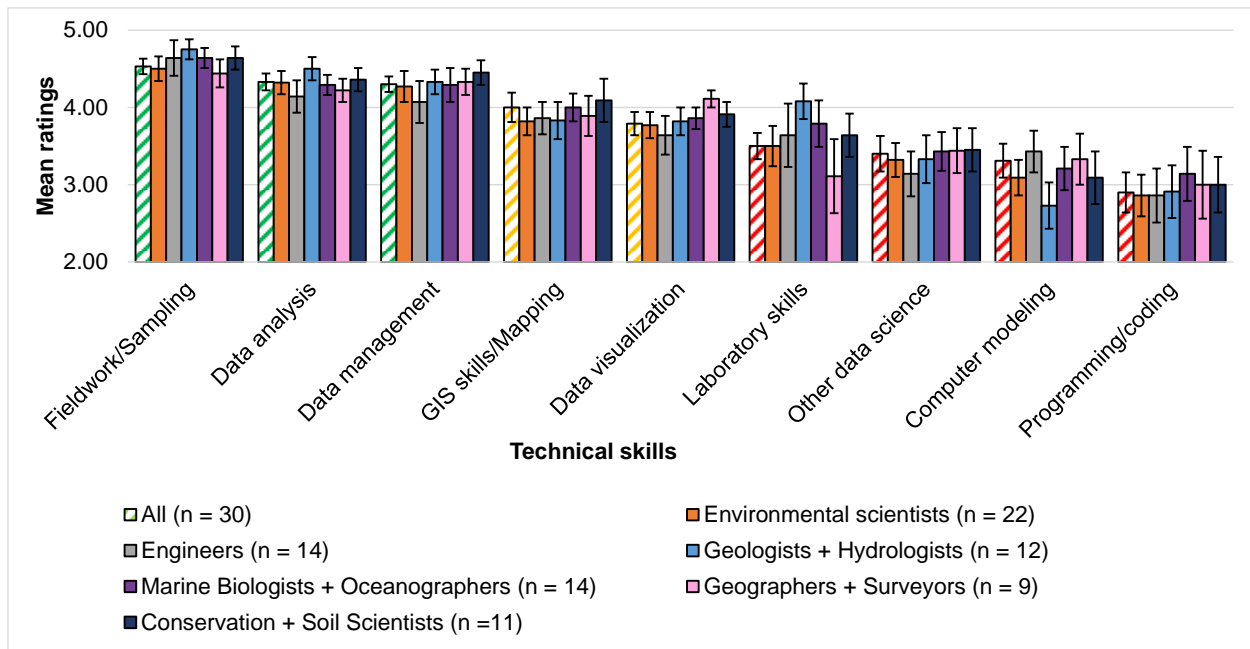 5.00
4.00
3.00
2.00
Mean ratings
Fieldwork/Sampling
Data analysis
Data management
GIS skills/Mapping
Data visualization
Laboratory skills
Other data science
Computer modeling
Programming/coding
Technical skills
All (n = 30)
Environmental scientists (n = 22)
Engineers (n = 14)
Geologists + Hydrologists (n = 12)
Marine Biologists + Oceanographers (n = 14)
Geographers + Surveyors (n = 9)
Conservation + Soil Scientists (n =11)